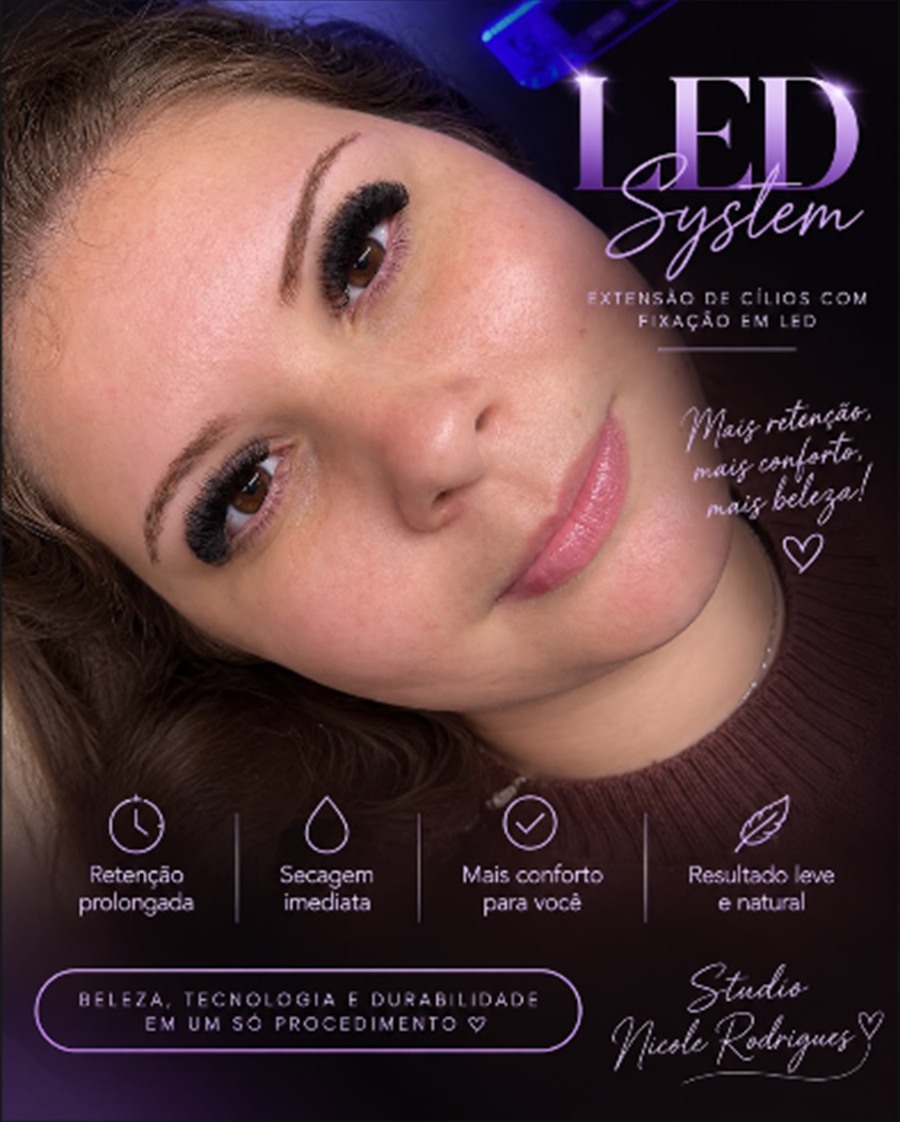 LED
System
EXTENSÃO DE CÍLIOS COM
FIXAÇÃO EM LED
Mais retenção,
mais conforto,
mais beleza!
Retenção
prolongada
Secagem
imediata
Mais conforto
para você
Resultado leve
e natural
BELEZA, TECNOLOGIA E DURABILIDADE
EM UM SÓ PROCEDIMENTO ♡
Studio
Nicole Rodrigues